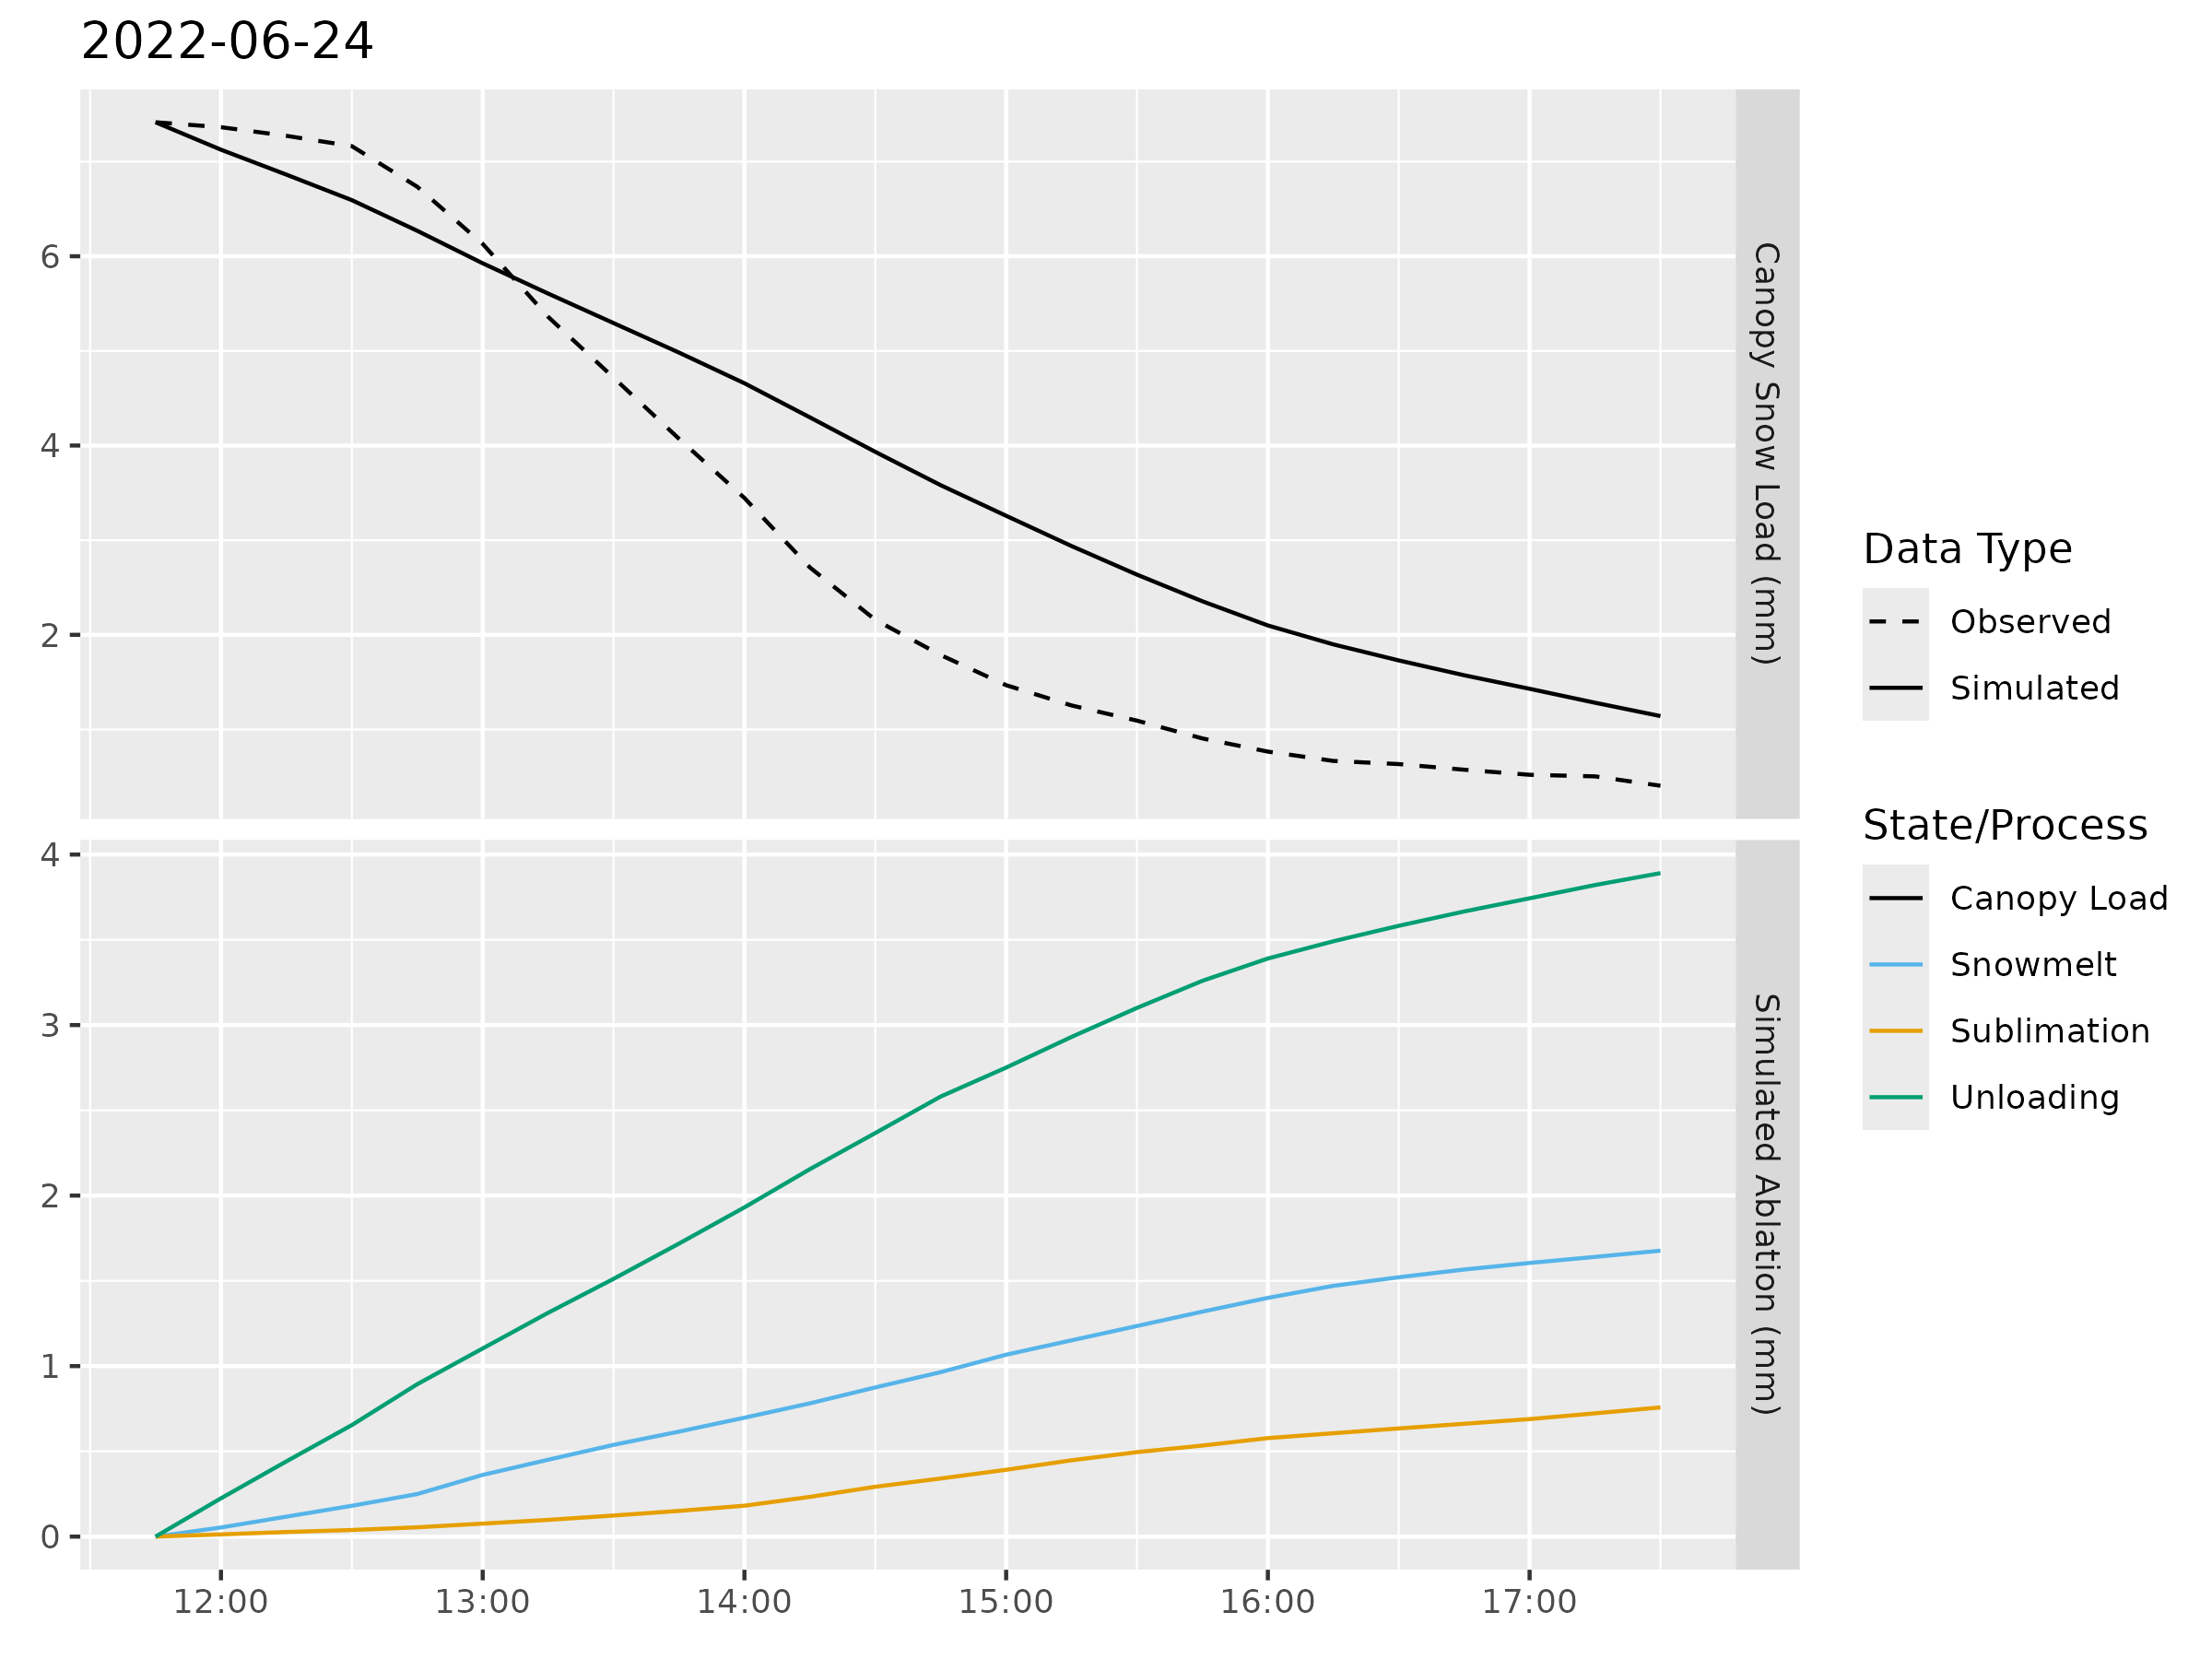 2022-06-24
6
4
2
Canopy Snow Load (mm)
4
3
2
1
0
Simulated Ablation (mm)
12:00 13:00 14:00 15:00 16:00 17:00
Data Type
Observed
Simulated
State/Process
Canopy Load
Snowmelt
Sublimation
Unloading